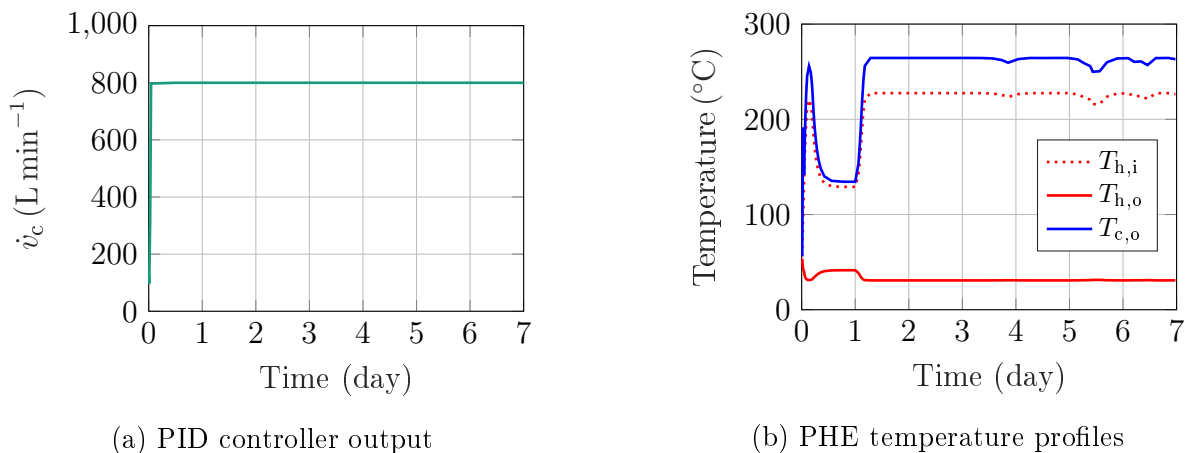 1,000
800
600
400
200
0
v̇c (L min−1)
0 1 2 3 4 5 6 7
Time (day)
(a) PID controller output
300
200
100
0
Temperature (°C)
Th,i
Th,o
Tc,o
0 1 2 3 4 5 6 7
Time (day)
(b) PHE temperature profiles